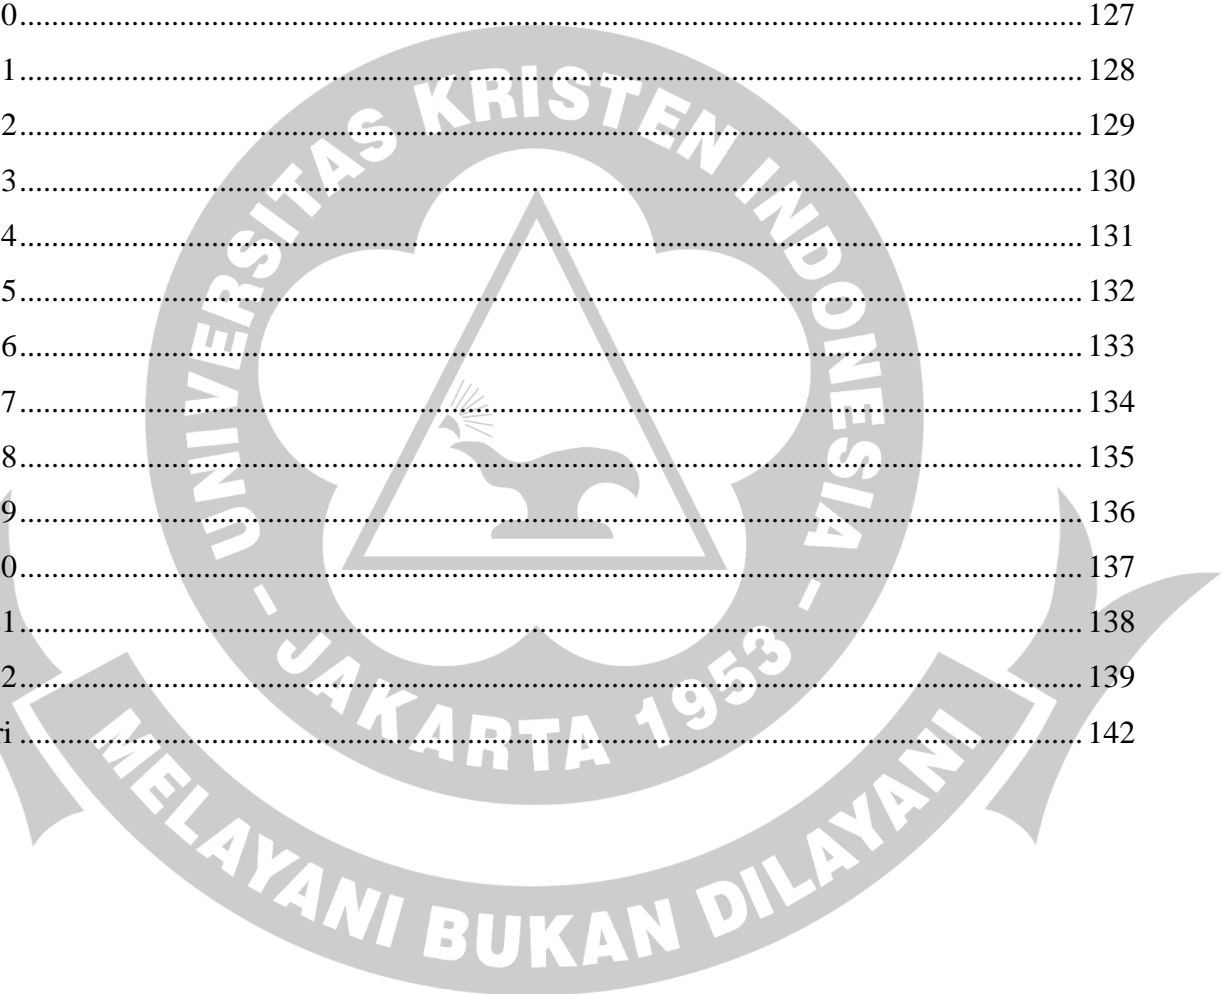 0 ........................................................................ 127
1 ........................................................................ 128
2 ........................................................................ 129
3 ........................................................................ 130
4 ........................................................................ 131
5 ........................................................................ 132
6 ........................................................................ 133
7 ........................................................................ 134
8 ........................................................................ 135
9 ........................................................................ 136
0 ........................................................................ 137
1 ........................................................................ 138
2 ........................................................................ 139
ri ........................................................................ 142
UNIVERSITAS KRISTEN INDONESIA
- JAKARTA 1953 -
MELAYANI BUKAN DILAYANI